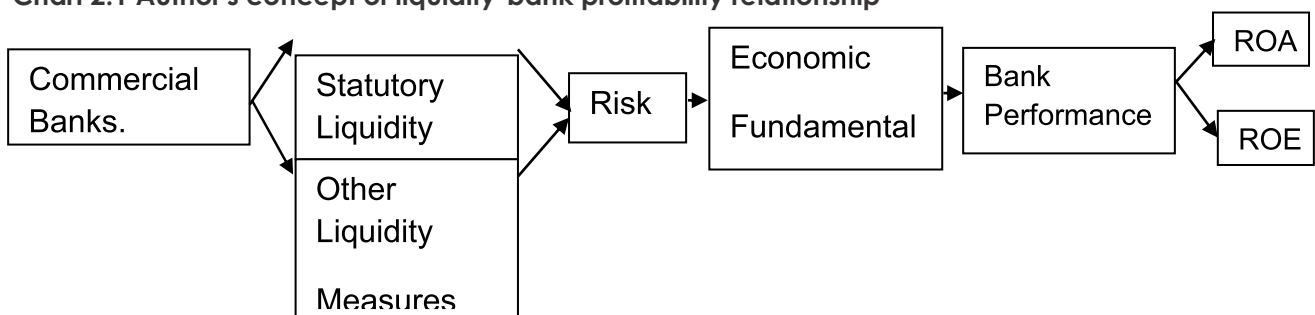 Chart 2.1 Author's concept of liquidity-bank profitability relationship
Commercial
Banks.
Statutory
Liquidity
Other
Liquidity
Measures
Risk
Economic
Fundamental
Bank
Performance
ROA
ROE